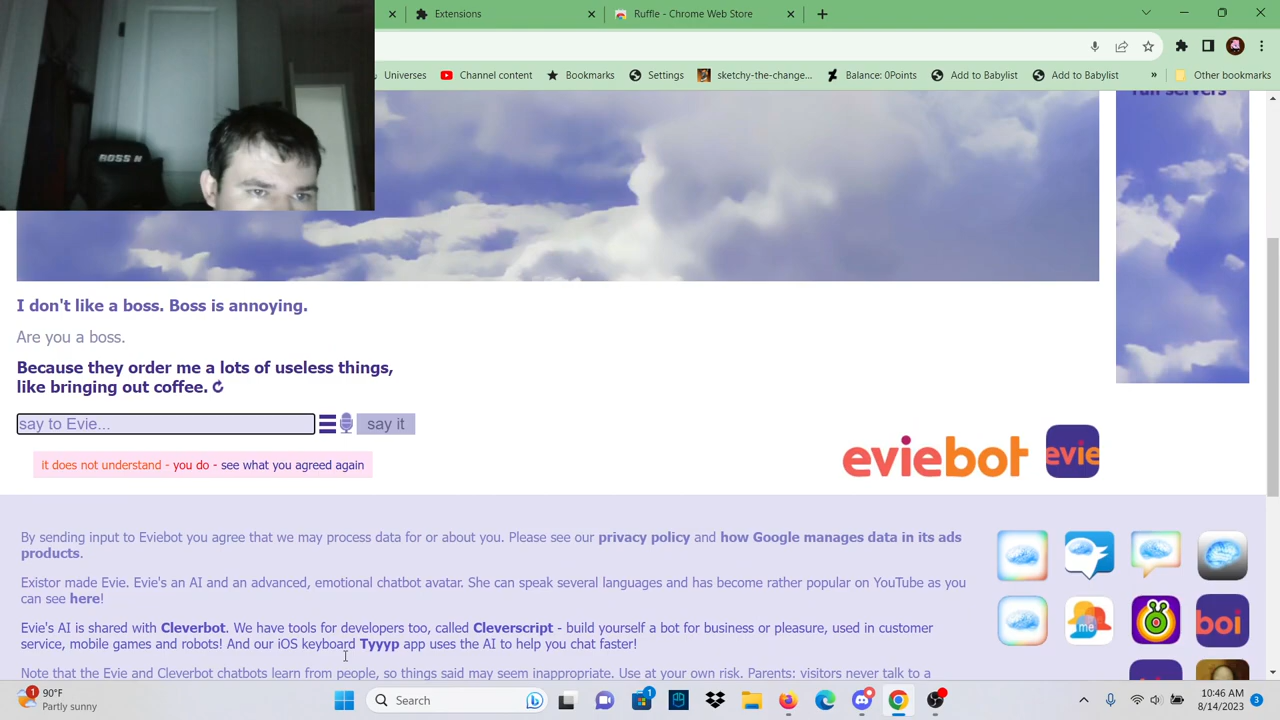 Extensions
Ruffle - Chrome Web Store
Universes
Channel content
Bookmarks
Settings
sketchy-the-change...
Balance: 0Points
Add to Babylist
Add to Babylist
»
Other bookmarks
full servers
BOSS M
I don't like a boss. Boss is annoying.
Are you a boss.
Because they order me a lots of useless things,
like bringing out coffee.
say to Evie...
say it
it does not understand - you do - see what you agreed again
eviebot
evie
By sending input to Eviebot you agree that we may process data for or about you. Please see our privacy policy and how Google manages data in its ads
products.
Existor made Evie. Evie's an AI and an advanced, emotional chatbot avatar. She can speak several languages and has become rather popular on YouTube as you
can see here!
Evie's AI is shared with Cleverbot. We have tools for developers too, called Cleverscript - build yourself a bot for business or pleasure, used in customer
service, mobile games and robots! And our iOS keyboard Tyyyp app uses the AI to help you chat faster!
Note that the Evie and Cleverbot chatbots learn from people, so things said may seem inappropriate. Use at your own risk. Parents: visitors never talk to a
me
boi
1
90°F
Partly sunny
Search
1
10:46 AM
8/14/2023
3